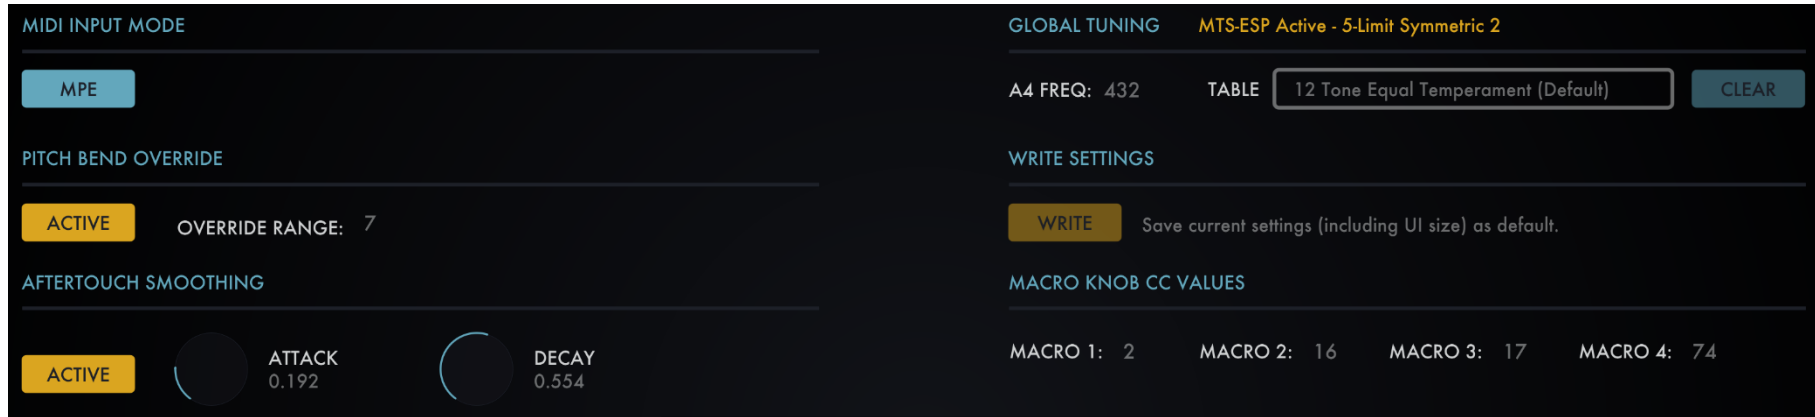 MIDI INPUT MODE
MPE
PITCH BEND OVERRIDE
ACTIVE OVERRIDE RANGE: 7
AFTERTOUCH SMOOTHING
ACTIVE
ATTACK
0.192
DECAY
0.554
GLOBAL TUNING MTS-ESP Active - 5-Limit Symmetric 2
A4 FREQ: 432 TABLE 12 Tone Equal Temperament (Default) CLEAR
WRITE SETTINGS
WRITE Save current settings (including UI size) as default.
MACRO KNOB CC VALUES
MACRO 1: 2 MACRO 2: 16 MACRO 3: 17 MACRO 4: 74